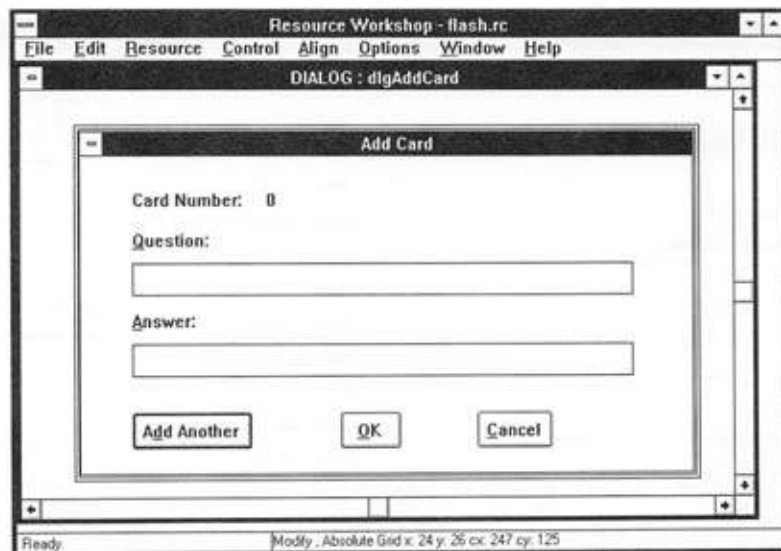 Resource Workshop - flash.rc
File Edit Resource Control Align Options Window Help
DIALOG : dlgAddCard
Add Card
Card Number: 0
Question:
Answer:
Add Another OK Cancel
Ready Modify , Absolute Grid x: 24 y: 26 cx: 247 cy: 125